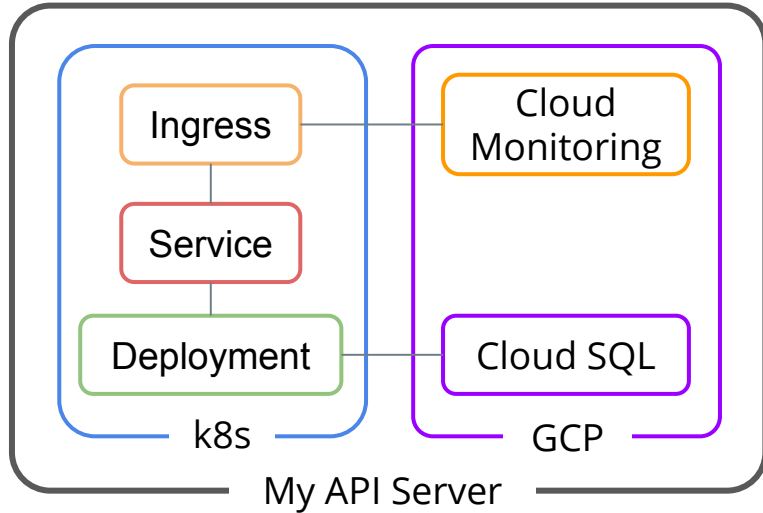 Ingress
Cloud
Monitoring
Service
Deployment
Cloud SQL
k8s
GCP
My API Server